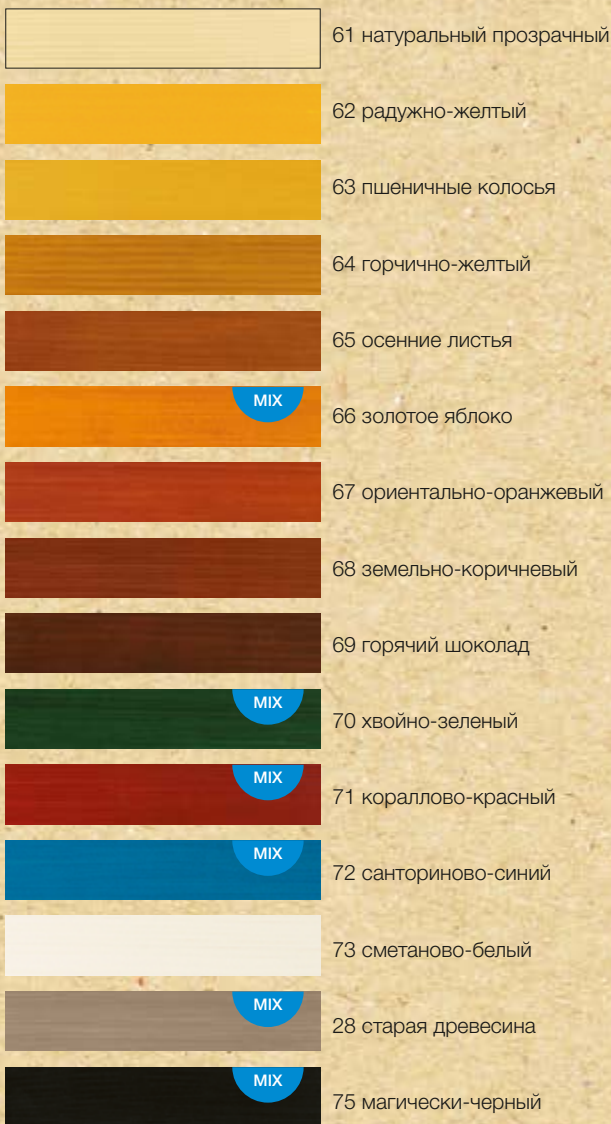 61 натуральный прозрачный
62 радужно-желтый
63 пшеничные колосья
64 горчично-желтый
65 осенние листья
MIX
66 золотое яблоко
67 ориентально-оранжевый
68 земельно-коричневый
69 горячий шоколад
MIX
70 хвойно-зеленый
MIX
71 кораллово-красный
MIX
72 санториново-синий
73 сметаново-белый
MIX
28 старая древесина
MIX
75 магически-черный